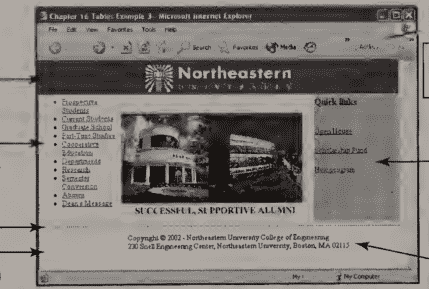 Chapter 16 Tables Example 3 - Microsoft Internet Explorer
File Edit View Favorites Tools Help
Search Favorites Media
Northeastern
UNIVERSITY
Prospective
Students
Current Students
Graduate School
Part-Time Studies
Cooperative
Education
Departments
Research
Semester
Conversion
Alumni
Dean's Message
Quick links
Open House
Scholarship Fund
New program
SUCCESSFUL, SUPPORTIVE ALUMNI
Copyright © 2002 - Northeastern University College of Engineering
230 Snell Engineering Center, Northeastern University, Boston, MA 02115
My Computer